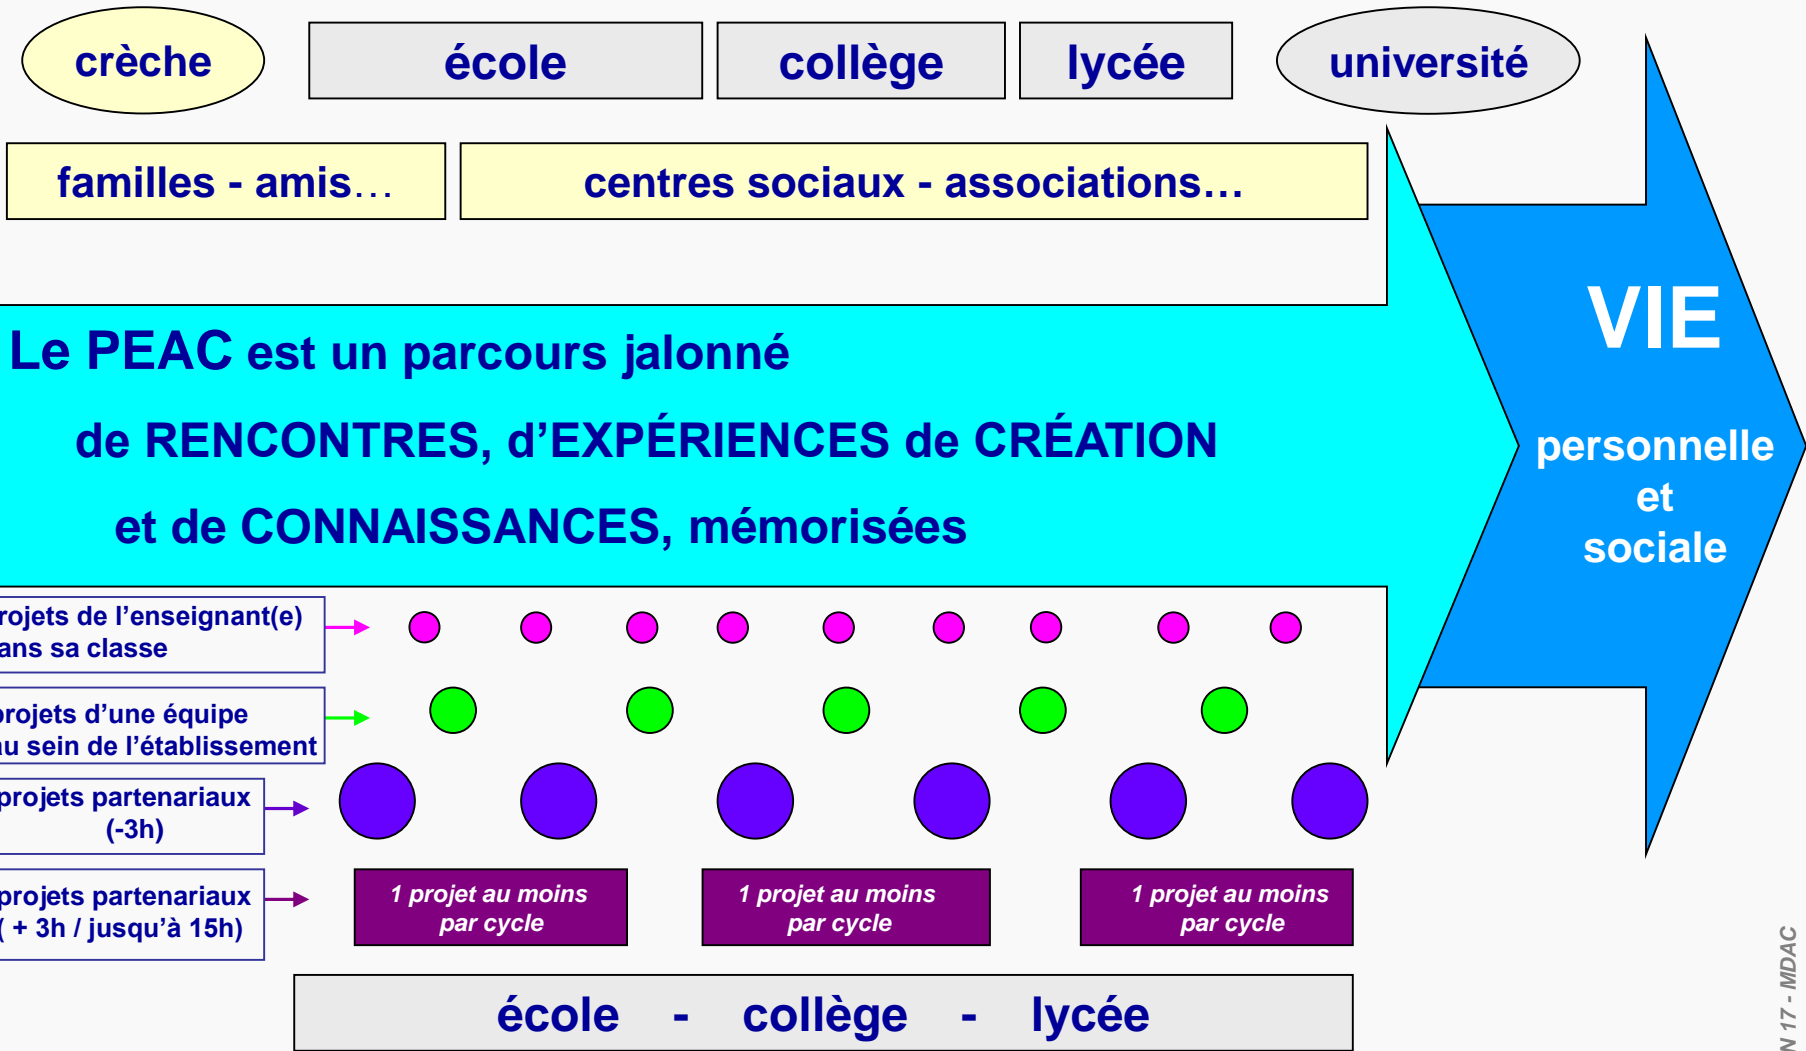 crèche
école
collège
lycée
université
familles - amis…
centres sociaux - associations…
Le PEAC est un parcours jalonné
de RENCONTRES, d’EXPÉRIENCES de CRÉATION
et de CONNAISSANCES, mémorisées
VIE
personnelle
et
sociale
rojets de l’enseignant(e)
ans sa classe
projets d’une équipe
au sein de l’établissement
projets partenariaux
(-3h)
projets partenariaux
( + 3h / jusqu’à 15h)
1 projet au moins
par cycle
1 projet au moins
par cycle
1 projet au moins
par cycle
école - collège - lycée
N 17 - MDAC